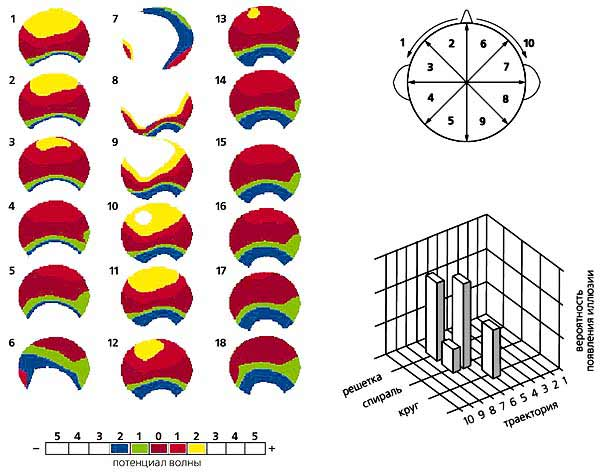 1 7 13
2 8 14
3 9 15
4 10 16
5 11 17
6 12 18
− 5 4 3 2 1 0 1 2 3 4 5 +
потенциал волны
1 2 6 10
3 7
4 8
5 9
вероятность
появления иллюзии
решетка
спираль
круг
10 9 8 7 6 5 4 3 2 1
траектория